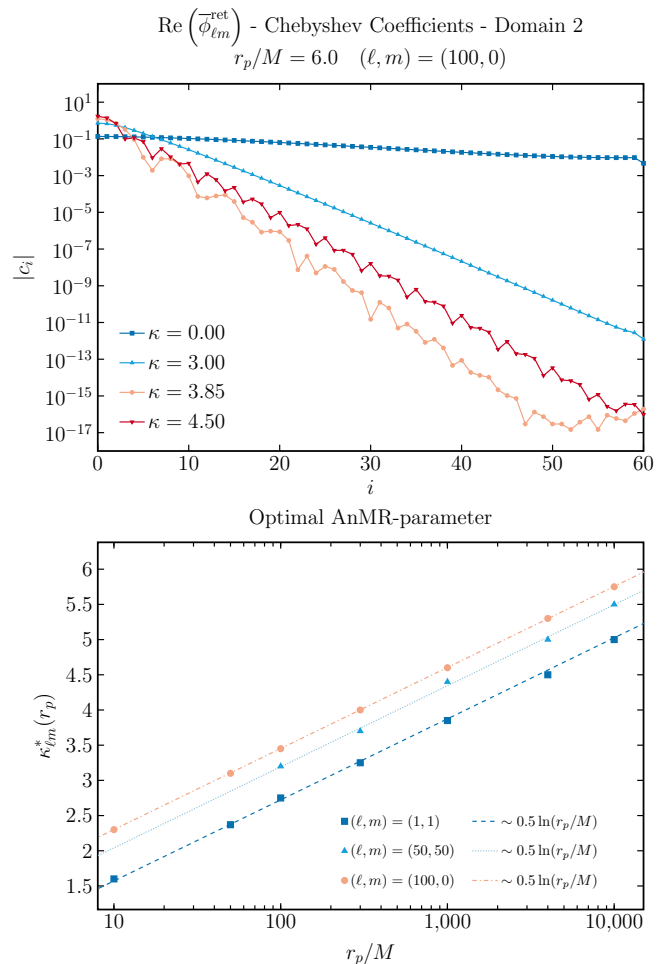 Re (φ̅ ℓm ret) - Chebyshev Coefficients - Domain 2
r_p/M = 6.0 (ℓ, m) = (100, 0)
10^1
10^-1
10^-3
10^-5
10^-7
10^-9
10^-11
10^-13
10^-15
10^-17
|c_i|
κ = 0.00
κ = 3.00
κ = 3.85
κ = 4.50
0 10 20 30 40 50 60
i
Optimal AnMR-parameter
6
5.5
5
4.5
4
3.5
3
2.5
2
1.5
κ*_ℓm(r_p)
(ℓ, m) = (1, 1) ∼ 0.5 ln(r_p/M)
(ℓ, m) = (50, 50) ∼ 0.5 ln(r_p/M)
(ℓ, m) = (100, 0) ∼ 0.5 ln(r_p/M)
10 100 1,000 10,000
r_p/M